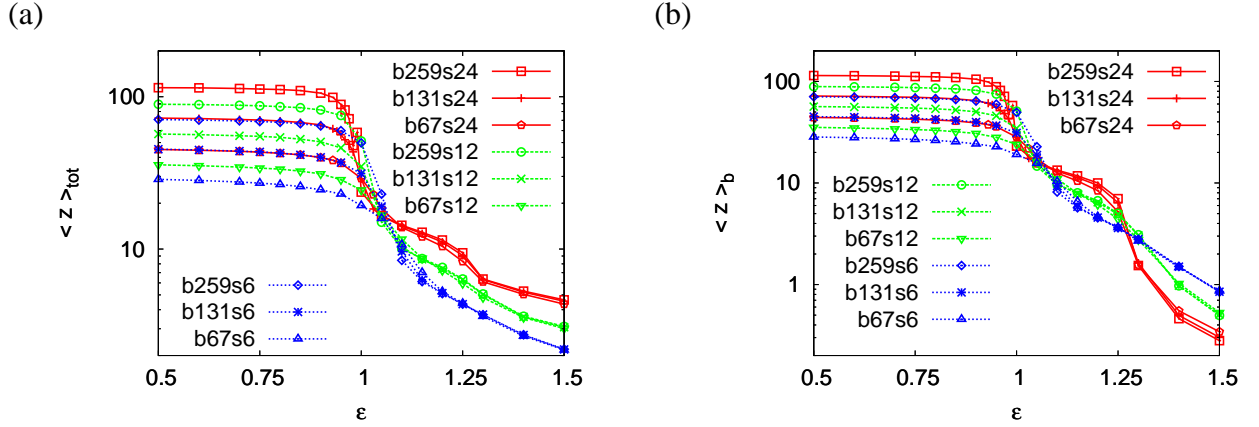 (a)
< z >tot
100
10
0.5
0.75
1
1.25
1.5
ε
b259s24
b131s24
b67s24
b259s12
b131s12
b67s12
b259s6
b131s6
b67s6
(b)
< z >b
100
10
1
0.5
0.75
1
1.25
1.5
ε
b259s24
b131s24
b67s24
b259s12
b131s12
b67s12
b259s6
b131s6
b67s6